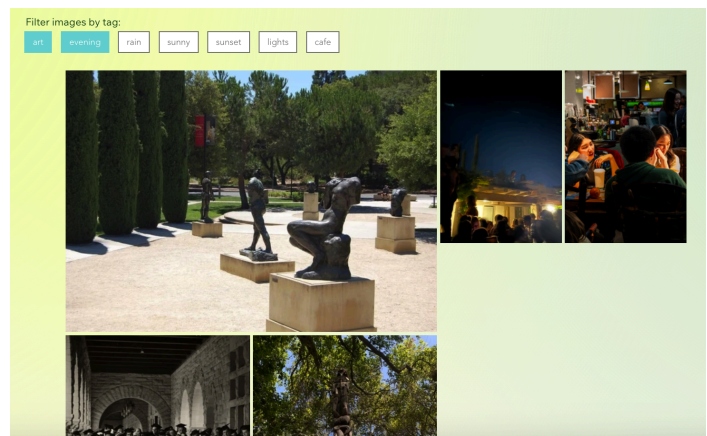 Filter images by tag:
art evening rain sunny sunset lights cafe